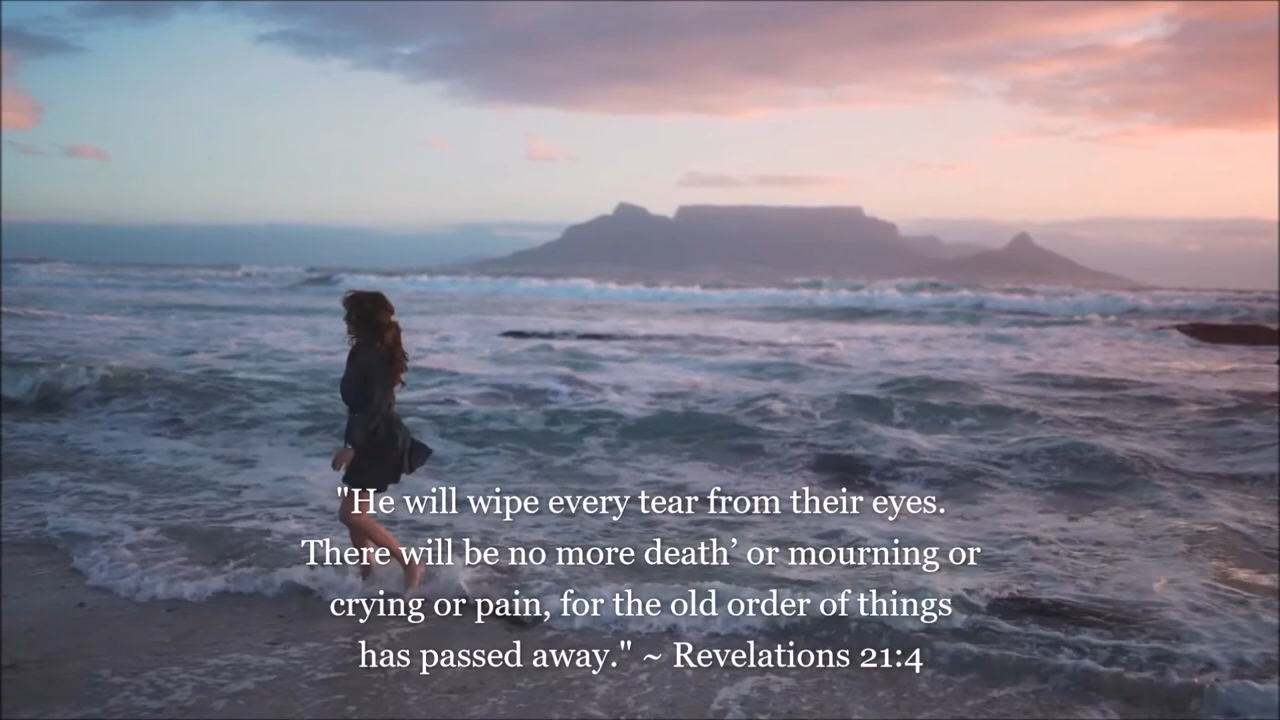 "He will wipe every tear from their eyes.
There will be no more death’ or mourning or
crying or pain, for the old order of things
has passed away." ~ Revelations 21:4